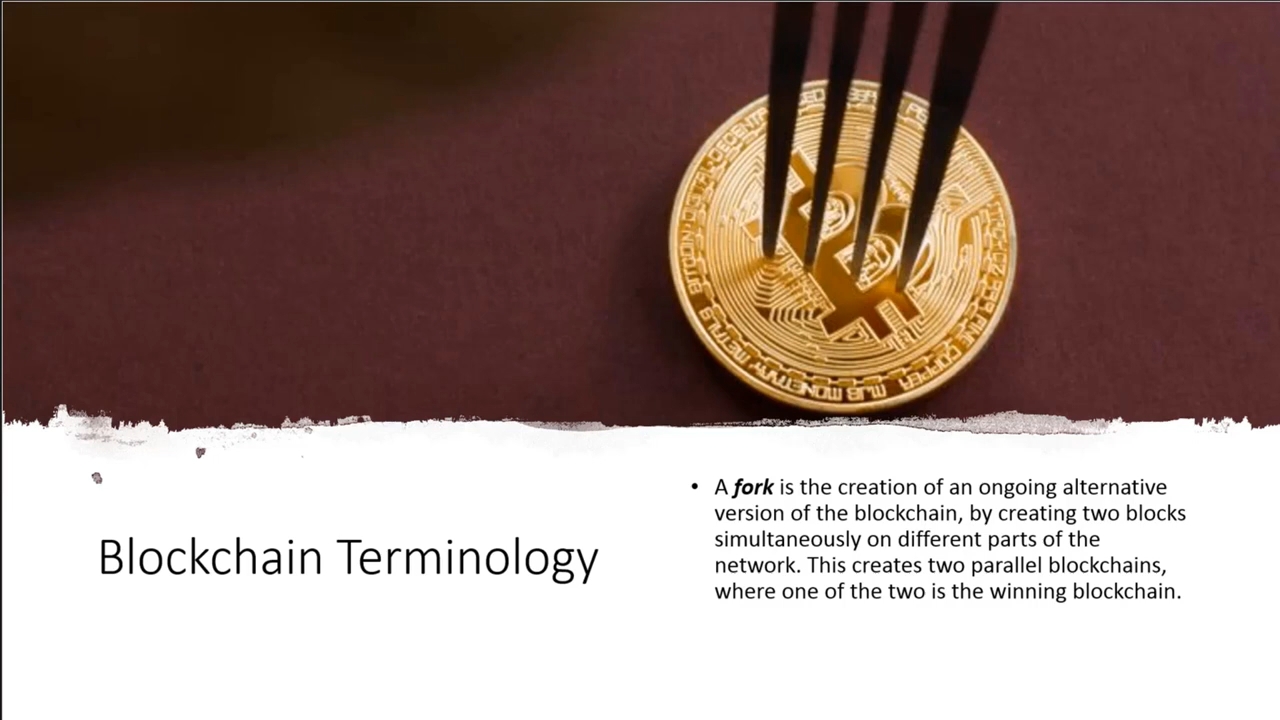 Blockchain Terminology
• A fork is the creation of an ongoing alternative
version of the blockchain, by creating two blocks
simultaneously on different parts of the
network. This creates two parallel blockchains,
where one of the two is the winning blockchain.